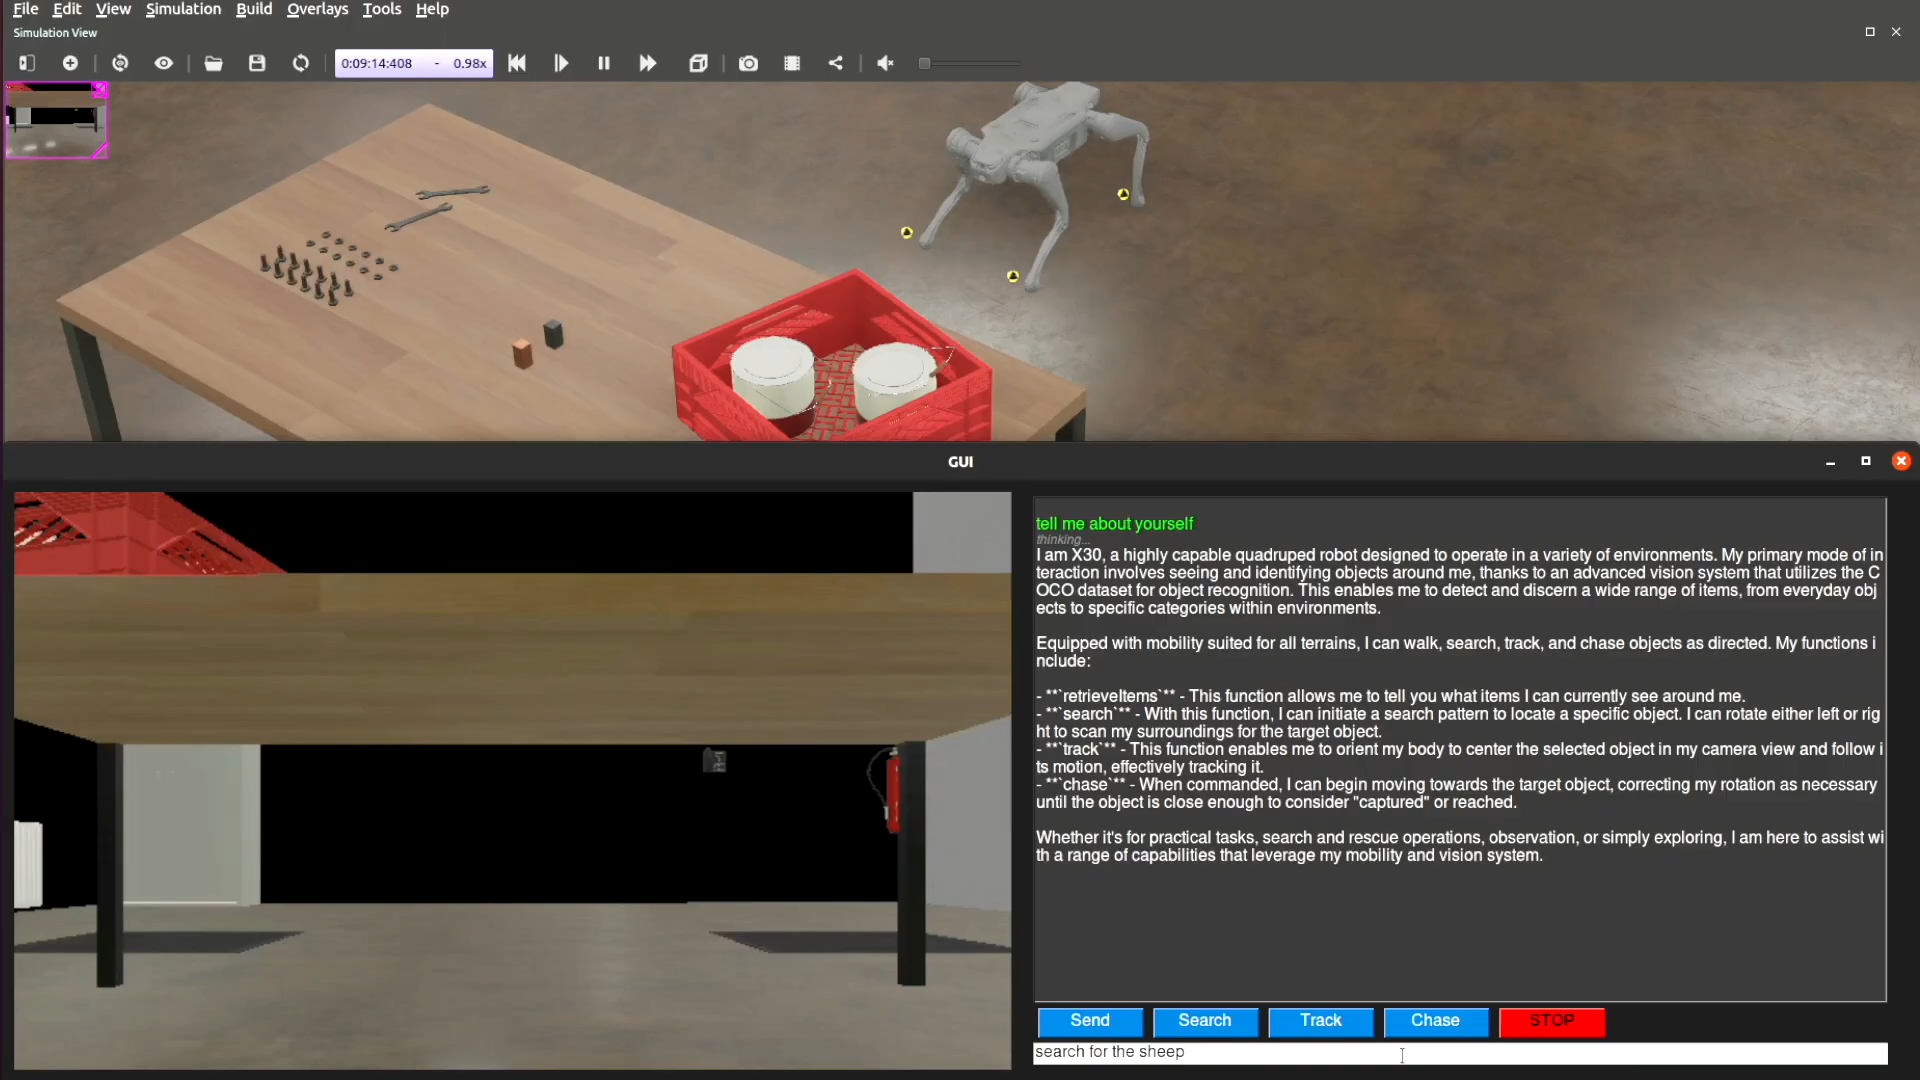 File Edit View Simulation Build Overlays Tools Help
Simulation View
0:09:14:408 - 0.98x
GUI
tell me about yourself
thinking...
I am X30, a highly capable quadruped robot designed to operate in a variety of environments. My primary mode of in
teraction involves seeing and identifying objects around me, thanks to an advanced vision system that utilizes the C
OCO dataset for object recognition. This enables me to detect and discern a wide range of items, from everyday obj
ects to specific categories within environments.
Equipped with mobility suited for all terrains, I can walk, search, track, and chase objects as directed. My functions i
nclude:
- **`retrieveItems`** - This function allows me to tell you what items I can currently see around me.
- **`search`** - With this function, I can initiate a search pattern to locate a specific object. I can rotate either left or rig
ht to scan my surroundings for the target object.
- **`track`** - This function enables me to orient my body to center the selected object in my camera view and follow i
ts motion, effectively tracking it.
- **`chase`** - When commanded, I can begin moving towards the target object, correcting my rotation as necessary
until the object is close enough to consider "captured" or reached.
Whether it's for practical tasks, search and rescue operations, observation, or simply exploring, I am here to assist wi
th a range of capabilities that leverage my mobility and vision system.
Send Search Track Chase STOP
search for the sheep